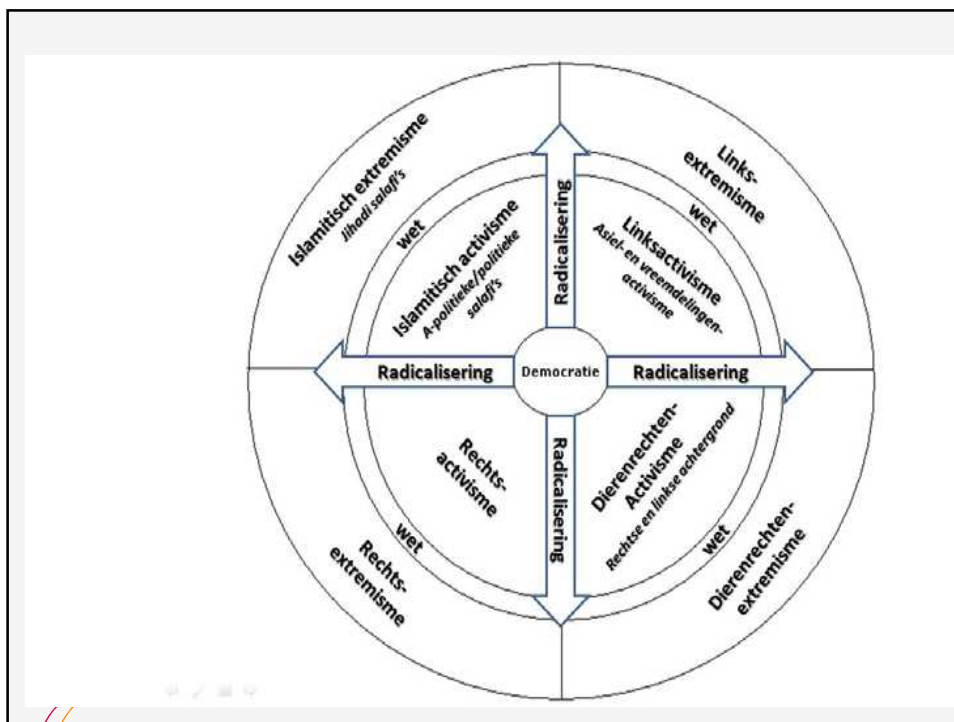 Islamitisch extremisme
Jihadi salafi's
Links-
extremisme
wet
wet
Islamitisch activisme
A-politieke/politieke
salafi's
Radicalisering
Linksactivisme
Asiel- en vreemdelingen-
activisme
Radicalisering
Democratie
Radicalisering
Rechts-
activisme
Radicalisering
Dierenrechten-
Activisme
Rechtse en linkse achtergrond
wet
wet
Rechts-
extremisme
Dierenrechten-
extremisme